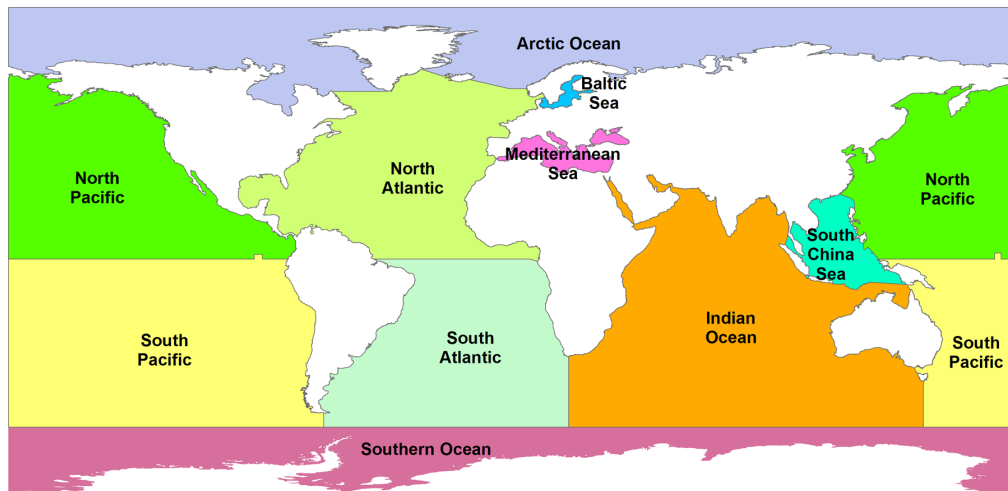 Arctic Ocean
Baltic
Sea
Mediterranean
Sea
North
Pacific
North
Atlantic
North
Pacific
South
China
Sea
South
Pacific
South
Atlantic
Indian
Ocean
South
Pacific
Southern Ocean